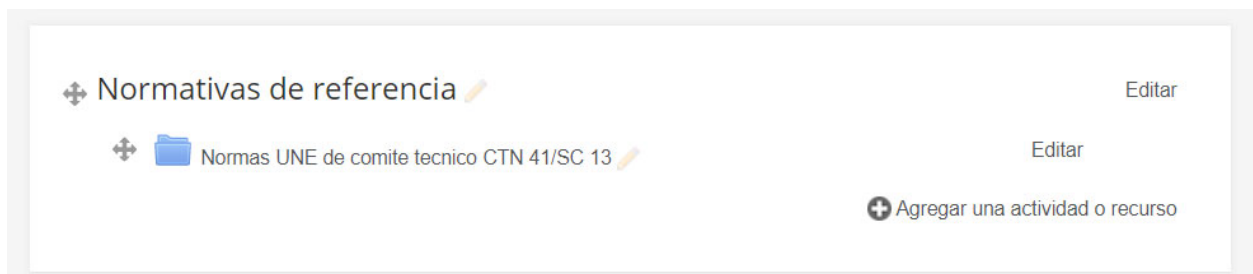 Normativas de referencia
Editar
Normas UNE de comite tecnico CTN 41/SC 13
Editar
Agregar una actividad o recurso